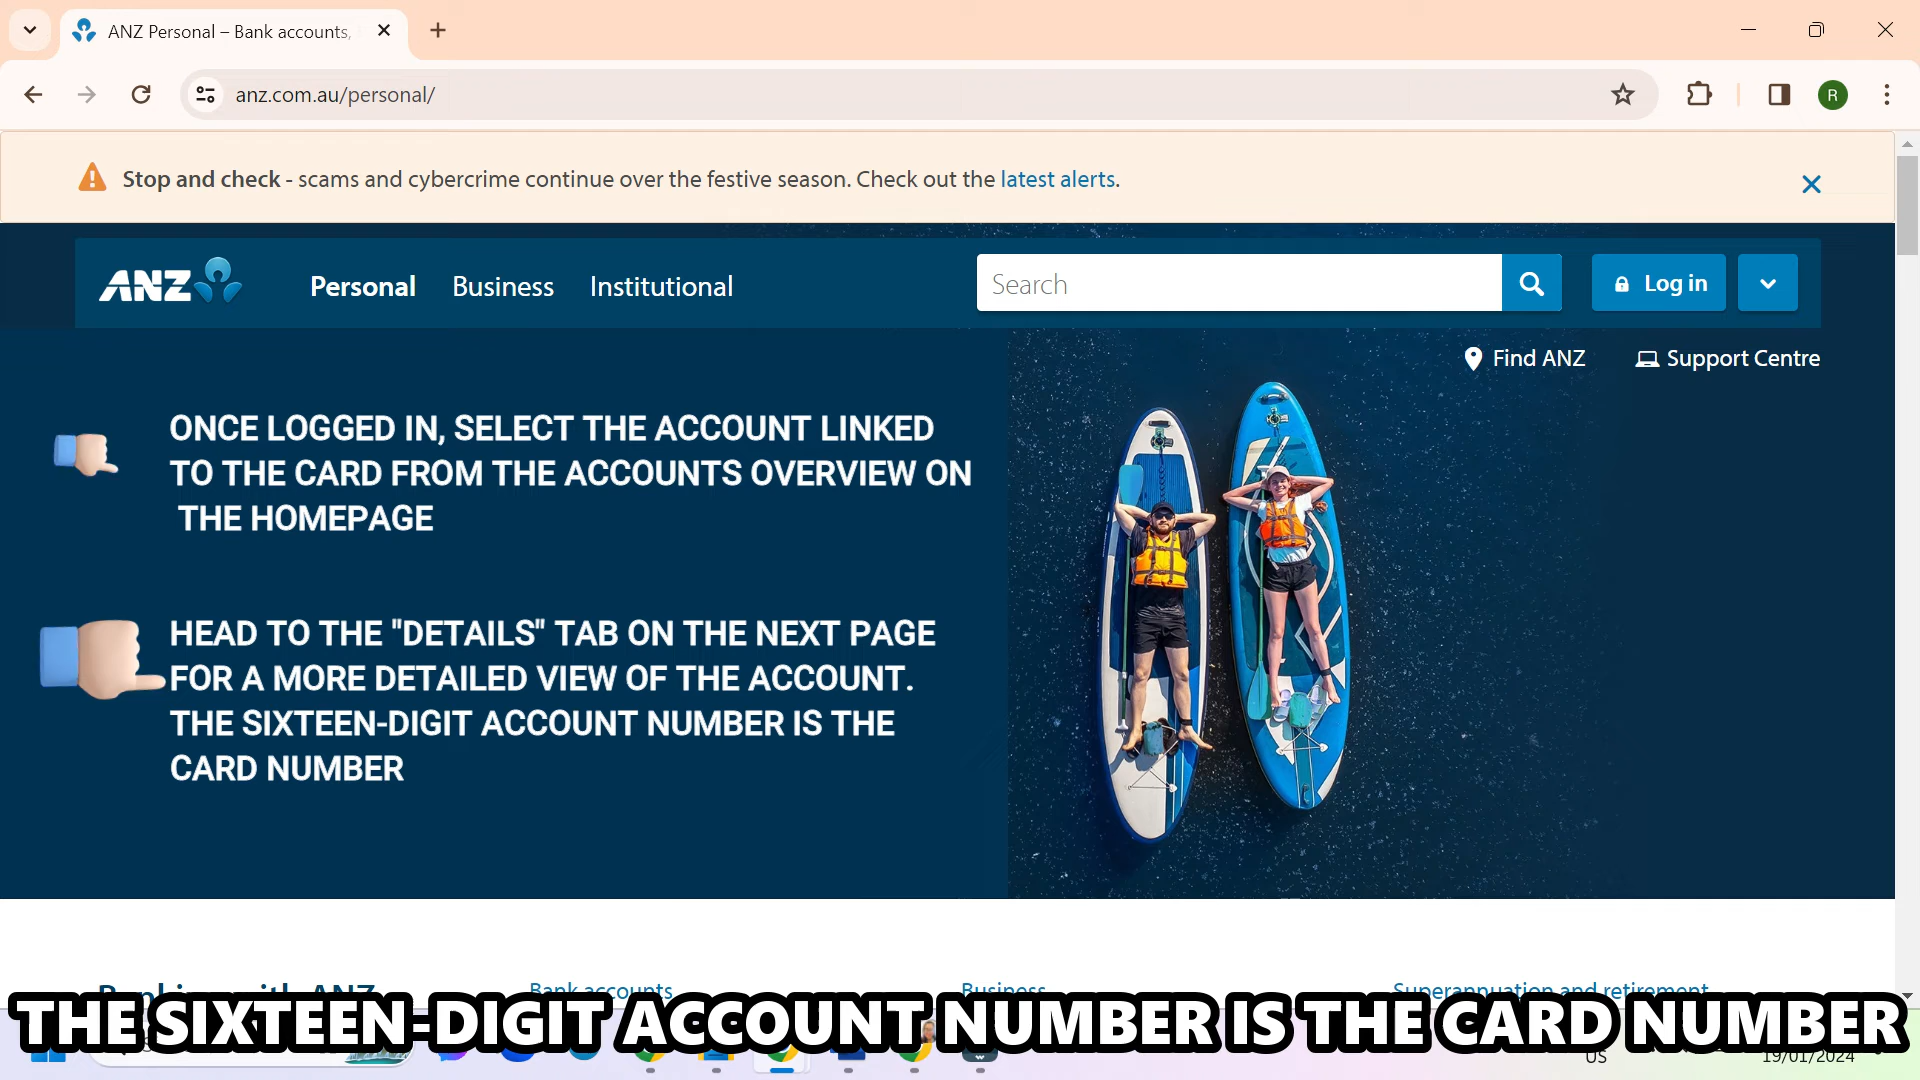 ANZ Personal – Bank accounts,
anz.com.au/personal/
R
Stop and check - scams and cybercrime continue over the festive season. Check out the latest alerts.
ANZ
Personal
Business
Institutional
Search
Log in
Find ANZ
Support Centre
ONCE LOGGED IN, SELECT THE ACCOUNT LINKED
TO THE CARD FROM THE ACCOUNTS OVERVIEW ON
THE HOMEPAGE
HEAD TO THE "DETAILS" TAB ON THE NEXT PAGE
FOR A MORE DETAILED VIEW OF THE ACCOUNT.
THE SIXTEEN-DIGIT ACCOUNT NUMBER IS THE
CARD NUMBER
Banking with ANZ
Bank accounts
Business
Superannuation and retirement
THE SIXTEEN-DIGIT ACCOUNT NUMBER IS THE CARD NUMBER
US
19/01/2024